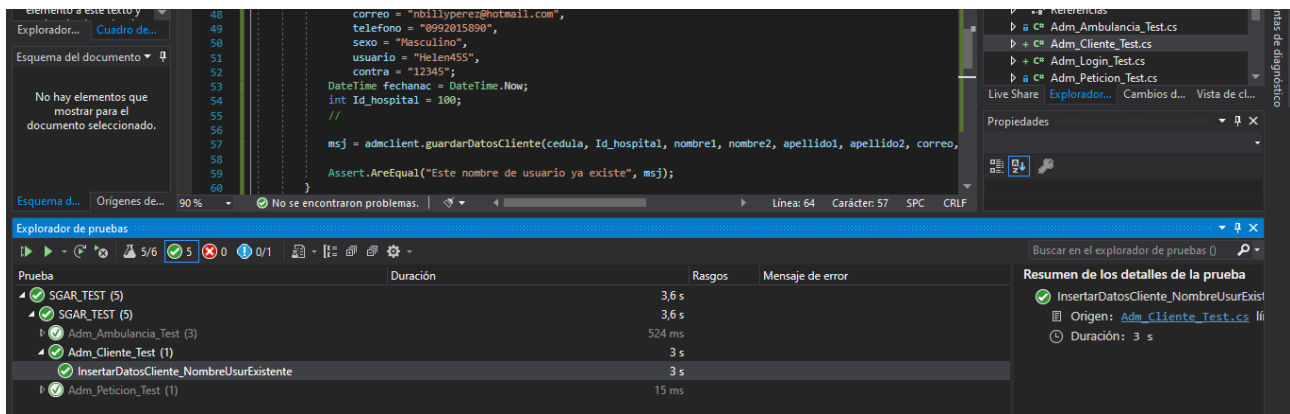 elemento a este texto y
Explorador... Cuadro de...
Esquema del documento
No hay elementos que
mostrar para el
documento seleccionado.
Esquema d... Orígenes de...
48 correo = "nbillyperez@hotmail.com",
49 telefono = "0992015890",
50 sexo = "Masculino",
51 usuario = "Helen45S",
52 contra = "12345";
53 DateTime fechanac = DateTime.Now;
54 int Id_hospital = 100;
55 //
56
57 msj = admclient.guardarDatosCliente(cedula, Id_hospital, nombre1, nombre2, apellido1, apellido2, correo,
58
59 Assert.AreEqual("Este nombre de usuario ya existe", msj);
60 }
90 % No se encontraron problemas. Línea: 64 Carácter: 57 SPC CRLF
Referencias
C# Adm_Ambulancia_Test.cs
+ C# Adm_Cliente_Test.cs
+ C# Adm_Login_Test.cs
C# Adm_Peticion_Test.cs
Live Share Explorador... Cambios d... Vista de cl...
Propiedades
ntas de diagnóstico
Explorador de pruebas
5/6 5 0 0/1 Buscar en el explorador de pruebas ()
Prueba Duración Rasgos Mensaje de error
SGAR_TEST (5) 3,6 s
SGAR_TEST (5) 3,6 s
Adm_Ambulancia_Test (3) 524 ms
Adm_Cliente_Test (1) 3 s
InsertarDatosCliente_NombreUsurExistente 3 s
Adm_Peticion_Test (1) 15 ms
Resumen de los detalles de la prueba
InsertarDatosCliente_NombreUsurExist
Origen: Adm_Cliente_Test.cs lí
Duración: 3 s